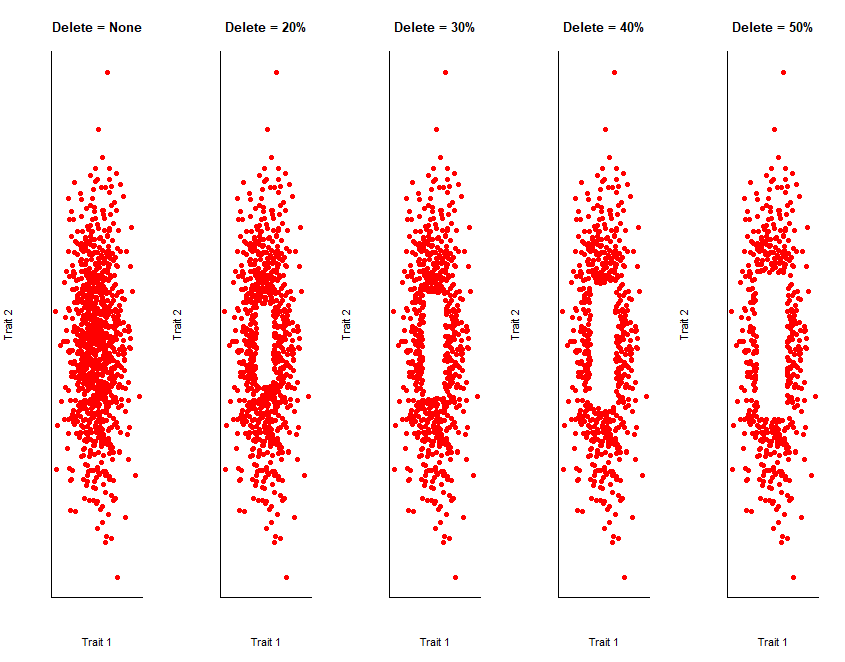 Delete = None
Delete = 20%
Delete = 30%
Delete = 40%
Delete = 50%
Trait 2
Trait 2
Trait 2
Trait 2
Trait 2
Trait 1
Trait 1
Trait 1
Trait 1
Trait 1